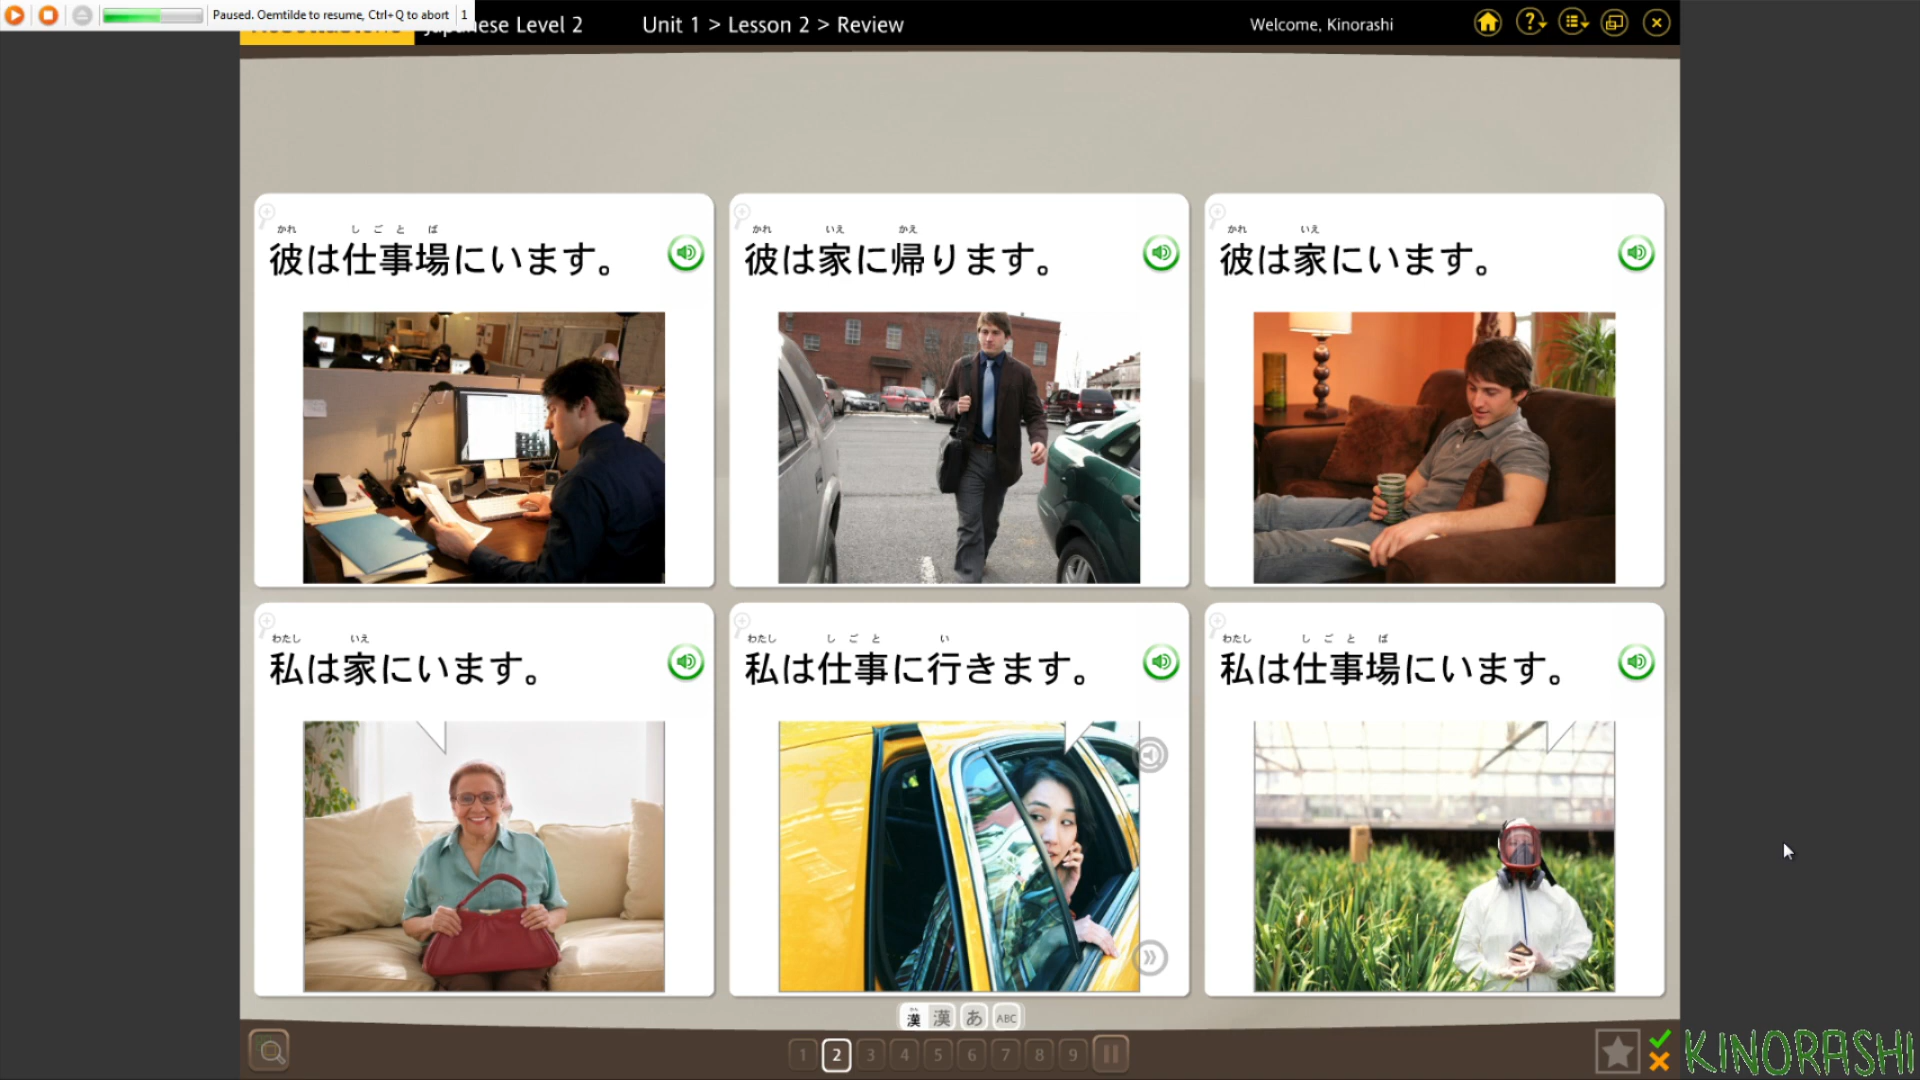 Paused. Oemtilde to resume, Ctrl+Q to abort 1
Japanese Level 2
Unit 1 > Lesson 2 > Review
Welcome, Kinorashi
かれ しごとば
彼は仕事場にいます。
かれ いえ かえ
彼は家に帰ります。
かれ いえ
彼は家にいます。
わたし いえ
私は家にいます。
わたし しごと い
私は仕事に行きます。
わたし しごとば
私は仕事場にいます。
漢 漢 あ ABC
1 2 3 4 5 6 7 8 9
KINORASHI